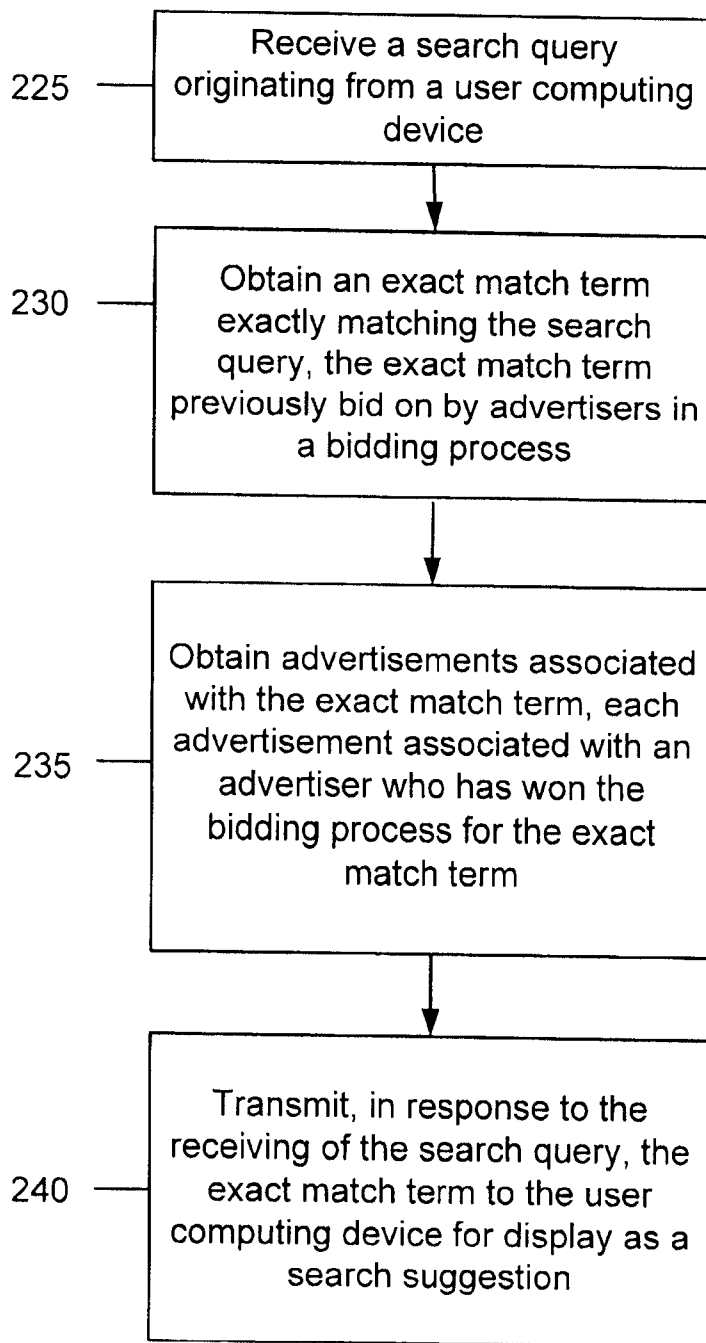 Receive a search query
225
originating from a user computing
device
Obtain an exact match term
230
exactly matching the search
query, the exact match term
previously bid on by advertisers in
a bidding process
Obtain advertisements associated
with the exact match term, each
advertisement associated with an
235
advertiser who has won the
bidding process for the exact
match term
Transmit, in response to the
receiving of the search query, the
240
exact match term to the user
computing device for display as a
search suggestion